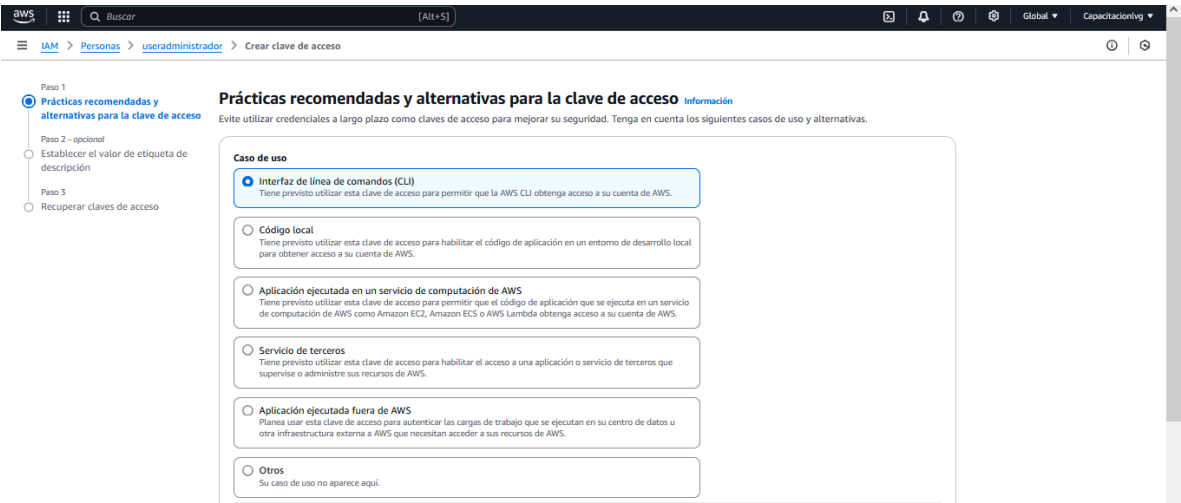 aws
Buscar [Alt+S]
Global ▼ Capacitacionlvg ▼
IAM > Personas > useradministrador > Crear clave de acceso
Paso 1
Prácticas recomendadas y
alternativas para la clave de acceso
Paso 2 - opcional
Establecer el valor de etiqueta de
descripción
Paso 3
Recuperar claves de acceso
Prácticas recomendadas y alternativas para la clave de acceso Información
Evite utilizar credenciales a largo plazo como claves de acceso para mejorar su seguridad. Tenga en cuenta los siguientes casos de uso y alternativas.
Caso de uso
Interfaz de línea de comandos (CLI)
Tiene previsto utilizar esta clave de acceso para permitir que la AWS CLI obtenga acceso a su cuenta de AWS.
Código local
Tiene previsto utilizar esta clave de acceso para habilitar el código de aplicación en un entorno de desarrollo local
para obtener acceso a su cuenta de AWS.
Aplicación ejecutada en un servicio de computación de AWS
Tiene previsto utilizar esta clave de acceso para permitir que el código de aplicación que se ejecuta en un servicio
de computación de AWS como Amazon EC2, Amazon ECS o AWS Lambda obtenga acceso a su cuenta de AWS.
Servicio de terceros
Tiene previsto utilizar esta clave de acceso para habilitar el acceso a una aplicación o servicio de terceros que
supervise o administre sus recursos de AWS.
Aplicación ejecutada fuera de AWS
Planea usar esta clave de acceso para autenticar las cargas de trabajo que se ejecutan en su centro de datos u
otra infraestructura externa a AWS que necesitan acceder a sus recursos de AWS.
Otros
Su caso de uso no aparece aquí.